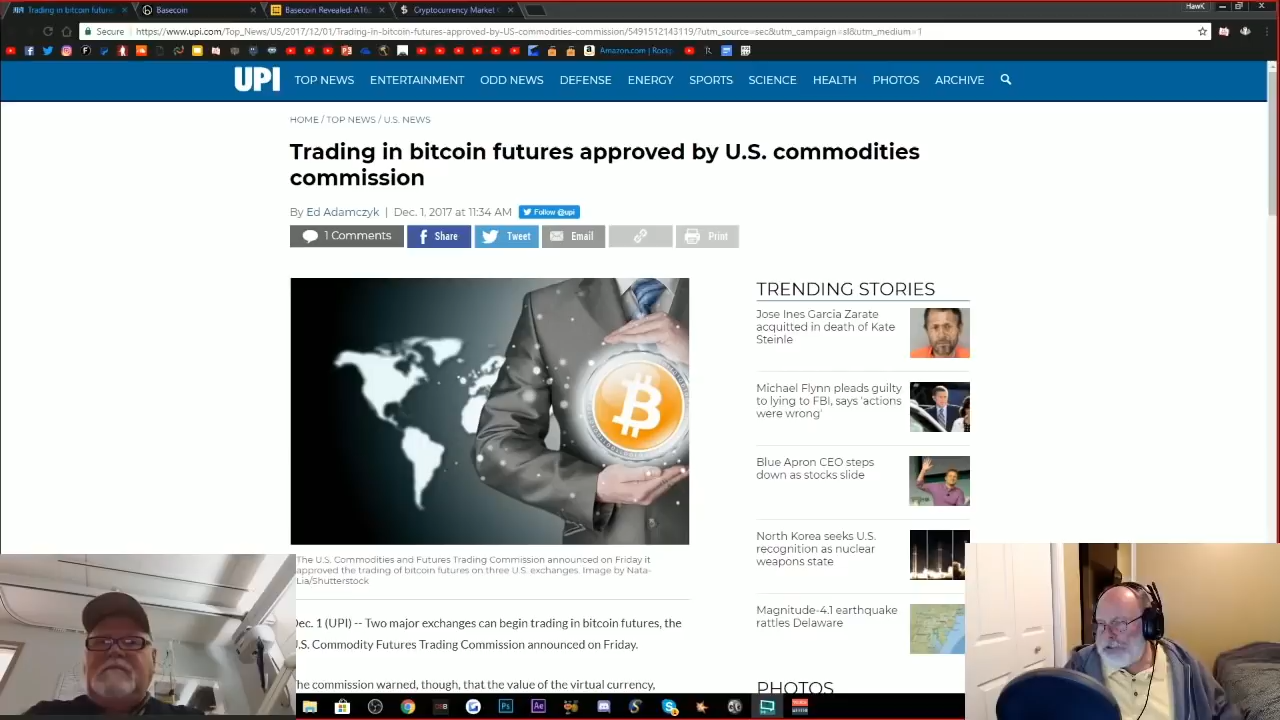 Trading in bitcoin futures
Basecoin
Basecoin Revealed: A16z
Cryptocurrency Market
HawK
Secure
https://www.upi.com/Top_News/US/2017/12/01/Trading-in-bitcoin-futures-approved-by-US-commodities-commission/5491512143119/?utm_source=sec&utm_campaign=sl&utm_medium=1
Amazon.com | Rocksp
UPI TOP NEWS ENTERTAINMENT ODD NEWS DEFENSE ENERGY SPORTS SCIENCE HEALTH PHOTOS ARCHIVE
HOME / TOP NEWS / U.S. NEWS
Trading in bitcoin futures approved by U.S. commodities
commission
By Ed Adamczyk | Dec. 1, 2017 at 11:34 AM Follow @upi
1 Comments Share Tweet Email Print
The U.S. Commodities and Futures Trading Commission announced on Friday it
approved the trading of bitcoin futures on three U.S. exchanges. Image by Nata-
Lia/Shutterstock
Dec. 1 (UPI) -- Two major exchanges can begin trading in bitcoin futures, the
U.S. Commodity Futures Trading Commission announced on Friday.
The commission warned, though, that the value of the virtual currency,
TRENDING STORIES
Jose Ines Garcia Zarate
acquitted in death of Kate
Steinle
Michael Flynn pleads guilty
to lying to FBI, says 'actions
were wrong'
Blue Apron CEO steps
down as stocks slide
North Korea seeks U.S.
recognition as nuclear
weapons state
Magnitude-4.1 earthquake
rattles Delaware
PHOTOS